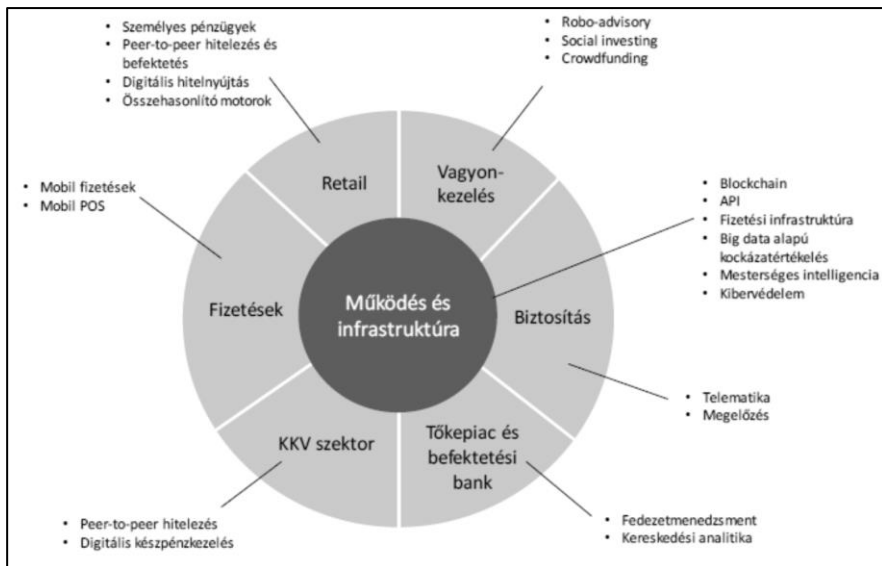 • Személyes pénzügyek
• Peer-to-peer hitelezés és
befektetés
• Digitális hitelnyújtás
• Összehasonlító motorok
• Robo-advisory
• Social investing
• Crowdfunding
Retail
Vagyon-
kezelés
• Mobil fizetések
• Mobil POS
• Blockchain
• API
• Fizetési infrastruktúra
• Big data alapú
kockázatértékelés
• Mesterséges intelligencia
• Kibervédelem
Fizetések
Működés és
infrastruktúra
Biztosítás
• Telematika
• Megelőzés
KKV szektor
Tőkepiac és
befektetési
bank
• Peer-to-peer hitelezés
• Digitális készpénzkezelés
• Fedezetmenedzsment
• Kereskedési analitika